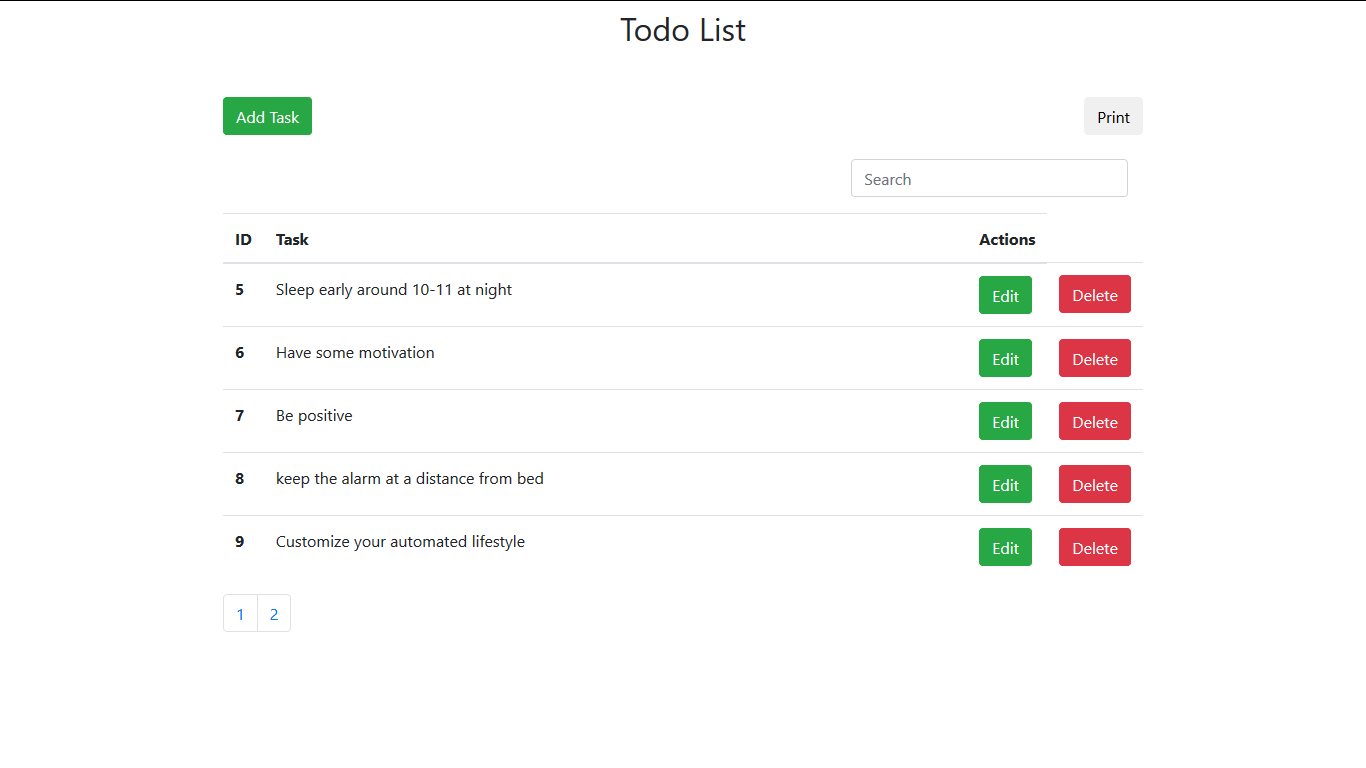 Todo List
Add Task Print
Search
ID Task Actions
5 Sleep early around 10-11 at night Edit Delete
6 Have some motivation Edit Delete
7 Be positive Edit Delete
8 keep the alarm at a distance from bed Edit Delete
9 Customize your automated lifestyle Edit Delete
1 2